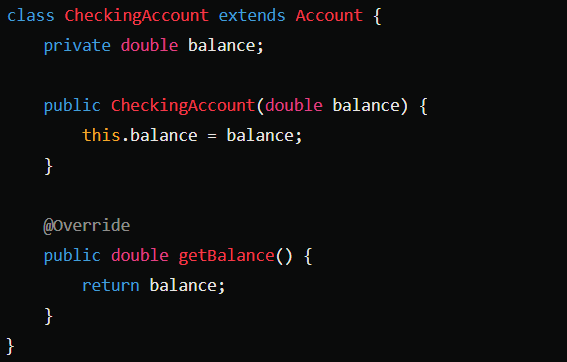 class CheckingAccount extends Account {
    private double balance;

    public CheckingAccount(double balance) {
        this.balance = balance;
    }

    @Override
    public double getBalance() {
        return balance;
    }
}